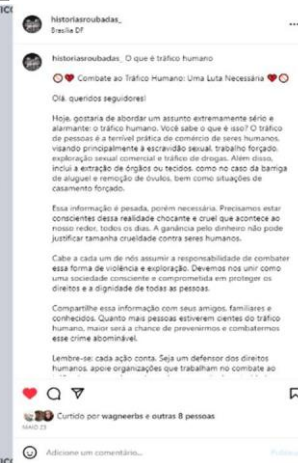 historiasroubadas_
Brasília DF
historiasroubadas_ O que é tráfico humano
🚫❤️ Combate ao Tráfico Humano: Uma Luta Necessária ❤️🚫
Olá, queridos seguidores!
Hoje, gostaria de abordar um assunto extremamente sério e
alarmante: o tráfico humano. Você sabe o que é isso? O tráfico
de pessoas é a terrível prática do comércio de seres humanos,
visando principalmente à escravidão sexual, trabalho forçado,
exploração sexual comercial e tráfico de drogas. Além disso,
inclui a extração de órgãos ou tecidos, como no caso da barriga
de aluguel e remoção de óvulos, bem como situações de
casamento forçado.
Essa informação é pesada, porém necessária. Precisamos estar
conscientes dessa realidade chocante e cruel que acontece ao
nosso redor, todos os dias. A ganância pelo dinheiro não pode
justificar tamanha crueldade contra seres humanos.
Cabe a cada um de nós assumir a responsabilidade de combater
essa forma de violência e exploração. Devemos nos unir como
uma sociedade consciente e comprometida em proteger os
direitos e a dignidade de todas as pessoas.
Compartilhe essa informação com seus amigos, familiares e
conhecidos. Quanto mais pessoas estiverem cientes do tráfico
humano, maior será a chance de prevenirmos e combatermos
esse crime abominável.
Lembre-se: cada ação conta. Seja um defensor dos direitos
humanos, apoie organizações que trabalham no combate ao
Curtido por wagneerbs e outras 8 pessoas
MAIO 23
Adicione um comentário...